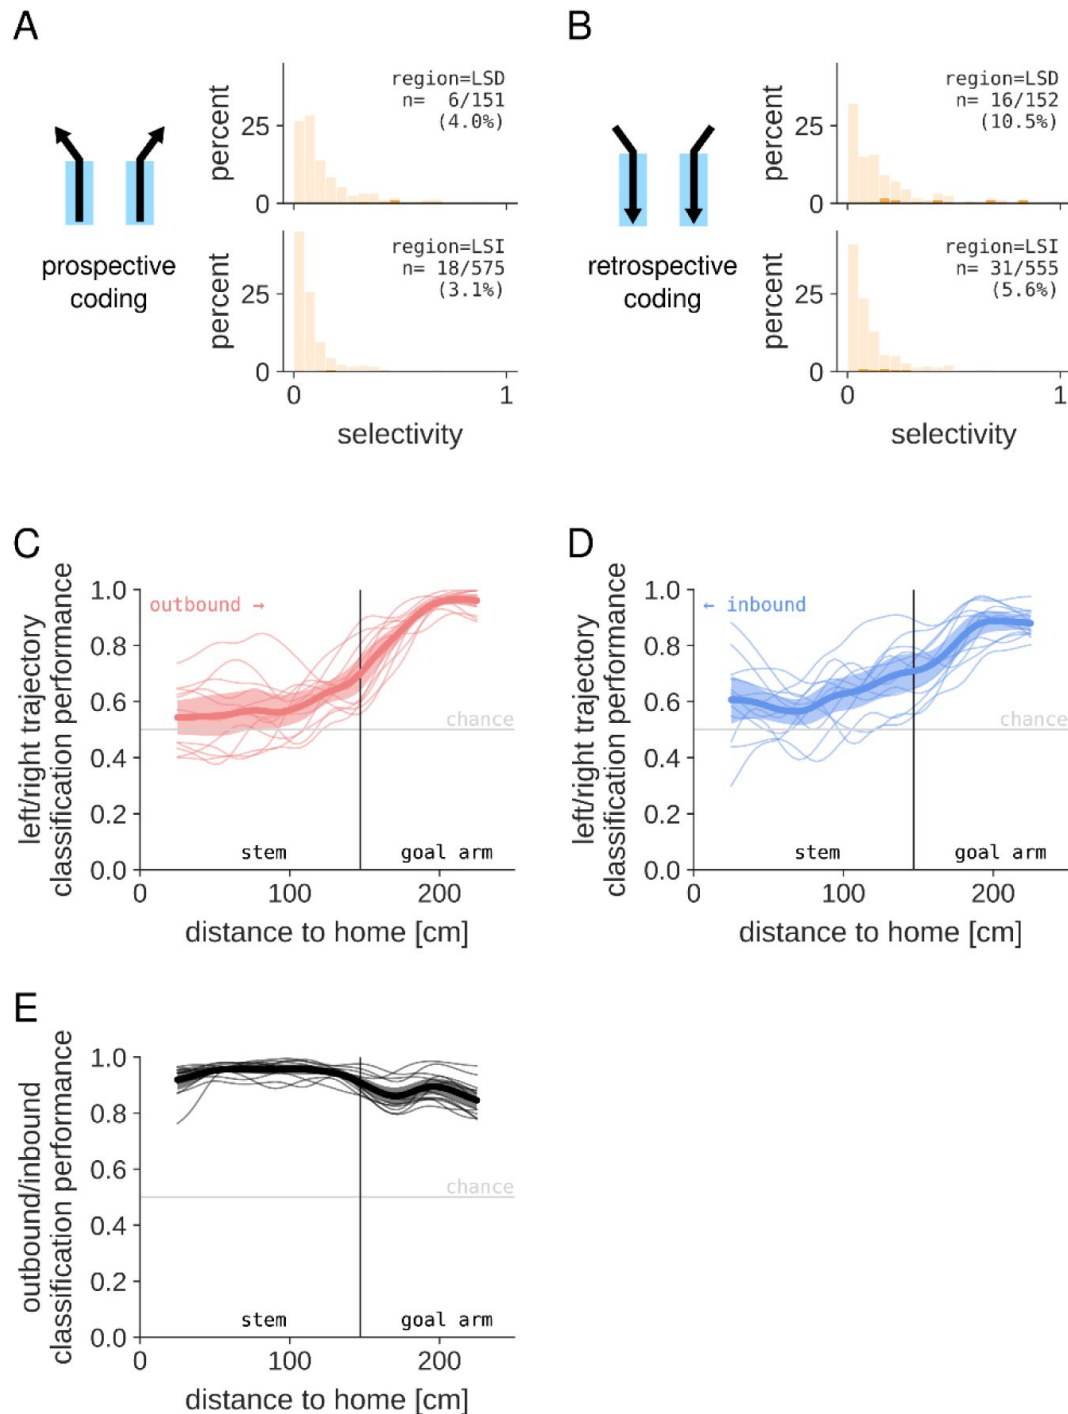 A
prospective
coding
percent
25
0
region=LSD
n=  6/151
(4.0%)
percent
25
0
region=LSI
n= 18/575
(3.1%)
0
1
selectivity
B
retrospective
coding
percent
25
0
region=LSD
n= 16/152
(10.5%)
percent
25
0
region=LSI
n= 31/555
(5.6%)
0
1
selectivity
C
left/right trajectory
classification performance
1.0
0.8
0.6
0.4
0.2
0.0
outbound →
chance
stem
goal arm
0
100
200
distance to home [cm]
D
left/right trajectory
classification performance
1.0
0.8
0.6
0.4
0.2
0.0
← inbound
chance
stem
goal arm
0
100
200
distance to home [cm]
E
outbound/inbound
classification performance
1.0
0.8
0.6
0.4
0.2
0.0
chance
stem
goal arm
0
100
200
distance to home [cm]